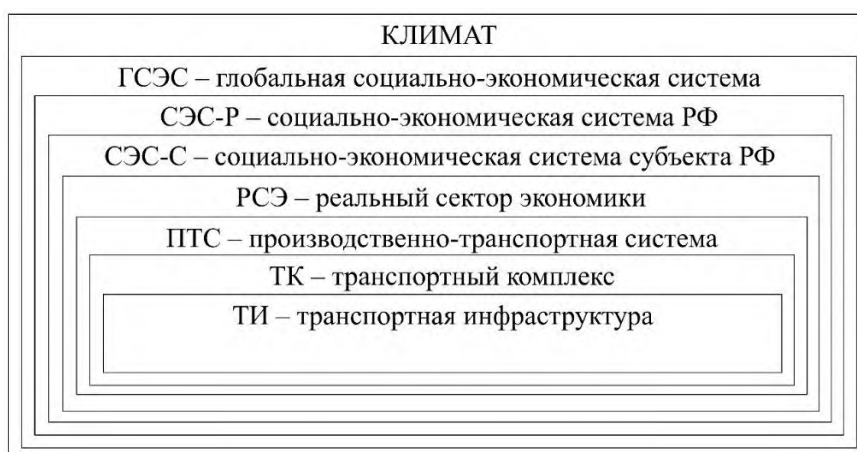 КЛИМАТ
ГСЭС – глобальная социально-экономическая система
СЭС-Р – социально-экономическая система РФ
СЭС-С – социально-экономическая система субъекта РФ
РСЭ – реальный сектор экономики
ПТС – производственно-транспортная система
ТК – транспортный комплекс
ТИ – транспортная инфраструктура